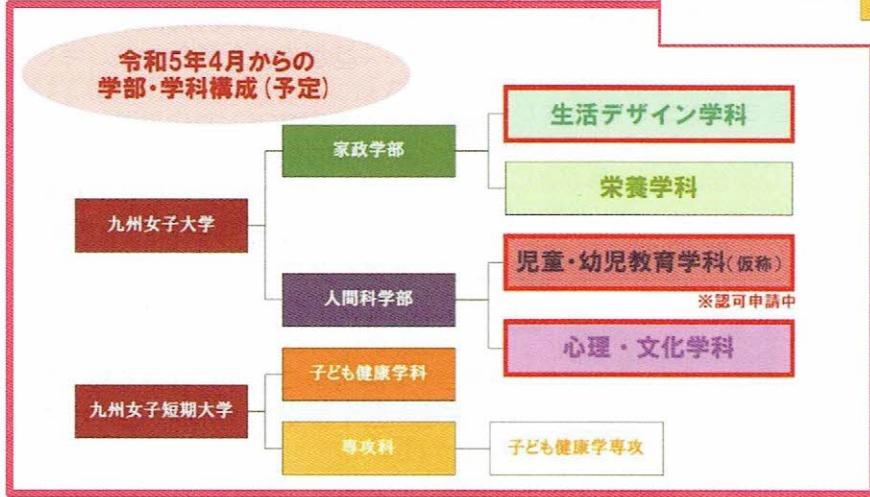 令和5年4月からの
学部・学科構成(予定)
九州女子大学
家政学部
生活デザイン学科
栄養学科
人間科学部
児童・幼児教育学科(仮称)
※認可申請中
心理・文化学科
九州女子短期大学
子ども健康学科
専攻科
子ども健康学専攻